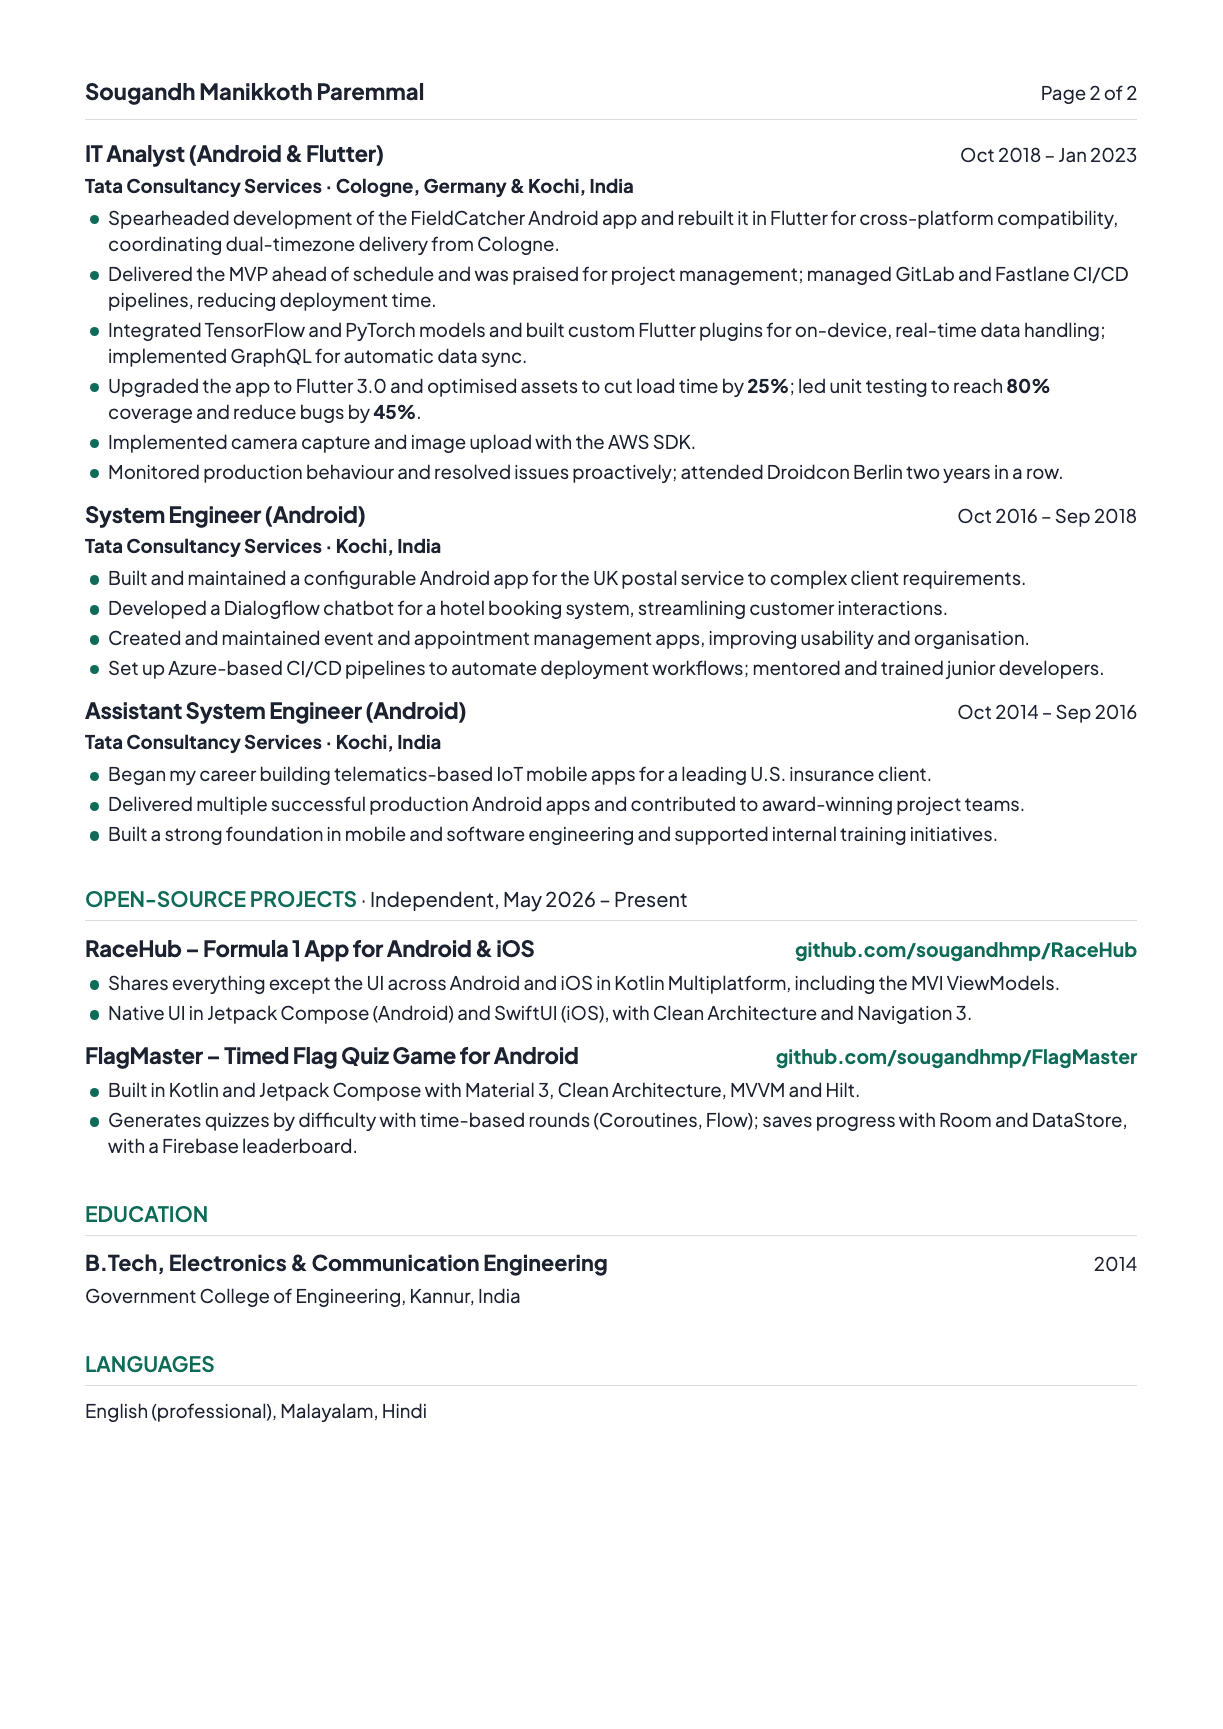 Sougandh Manikkoth Paremmal
Page 2 of 2
IT Analyst (Android & Flutter)
Oct 2018 – Jan 2023
Tata Consultancy Services · Cologne, Germany & Kochi, India
• Spearheaded development of the FieldCatcher Android app and rebuilt it in Flutter for cross-platform compatibility,
coordinating dual-timezone delivery from Cologne.
• Delivered the MVP ahead of schedule and was praised for project management; managed GitLab and Fastlane CI/CD
pipelines, reducing deployment time.
• Integrated TensorFlow and PyTorch models and built custom Flutter plugins for on-device, real-time data handling;
implemented GraphQL for automatic data sync.
• Upgraded the app to Flutter 3.0 and optimised assets to cut load time by 25%; led unit testing to reach 80%
coverage and reduce bugs by 45%.
• Implemented camera capture and image upload with the AWS SDK.
• Monitored production behaviour and resolved issues proactively; attended Droidcon Berlin two years in a row.
System Engineer (Android)
Oct 2016 – Sep 2018
Tata Consultancy Services · Kochi, India
• Built and maintained a configurable Android app for the UK postal service to complex client requirements.
• Developed a Dialogflow chatbot for a hotel booking system, streamlining customer interactions.
• Created and maintained event and appointment management apps, improving usability and organisation.
• Set up Azure-based CI/CD pipelines to automate deployment workflows; mentored and trained junior developers.
Assistant System Engineer (Android)
Oct 2014 – Sep 2016
Tata Consultancy Services · Kochi, India
• Began my career building telematics-based IoT mobile apps for a leading U.S. insurance client.
• Delivered multiple successful production Android apps and contributed to award-winning project teams.
• Built a strong foundation in mobile and software engineering and supported internal training initiatives.
OPEN-SOURCE PROJECTS · Independent, May 2026 – Present
RaceHub – Formula 1 App for Android & iOS
github.com/sougandhmp/RaceHub
• Shares everything except the UI across Android and iOS in Kotlin Multiplatform, including the MVI ViewModels.
• Native UI in Jetpack Compose (Android) and SwiftUI (iOS), with Clean Architecture and Navigation 3.
FlagMaster – Timed Flag Quiz Game for Android
github.com/sougandhmp/FlagMaster
• Built in Kotlin and Jetpack Compose with Material 3, Clean Architecture, MVVM and Hilt.
• Generates quizzes by difficulty with time-based rounds (Coroutines, Flow); saves progress with Room and DataStore,
with a Firebase leaderboard.
EDUCATION
B.Tech, Electronics & Communication Engineering
2014
Government College of Engineering, Kannur, India
LANGUAGES
English (professional), Malayalam, Hindi